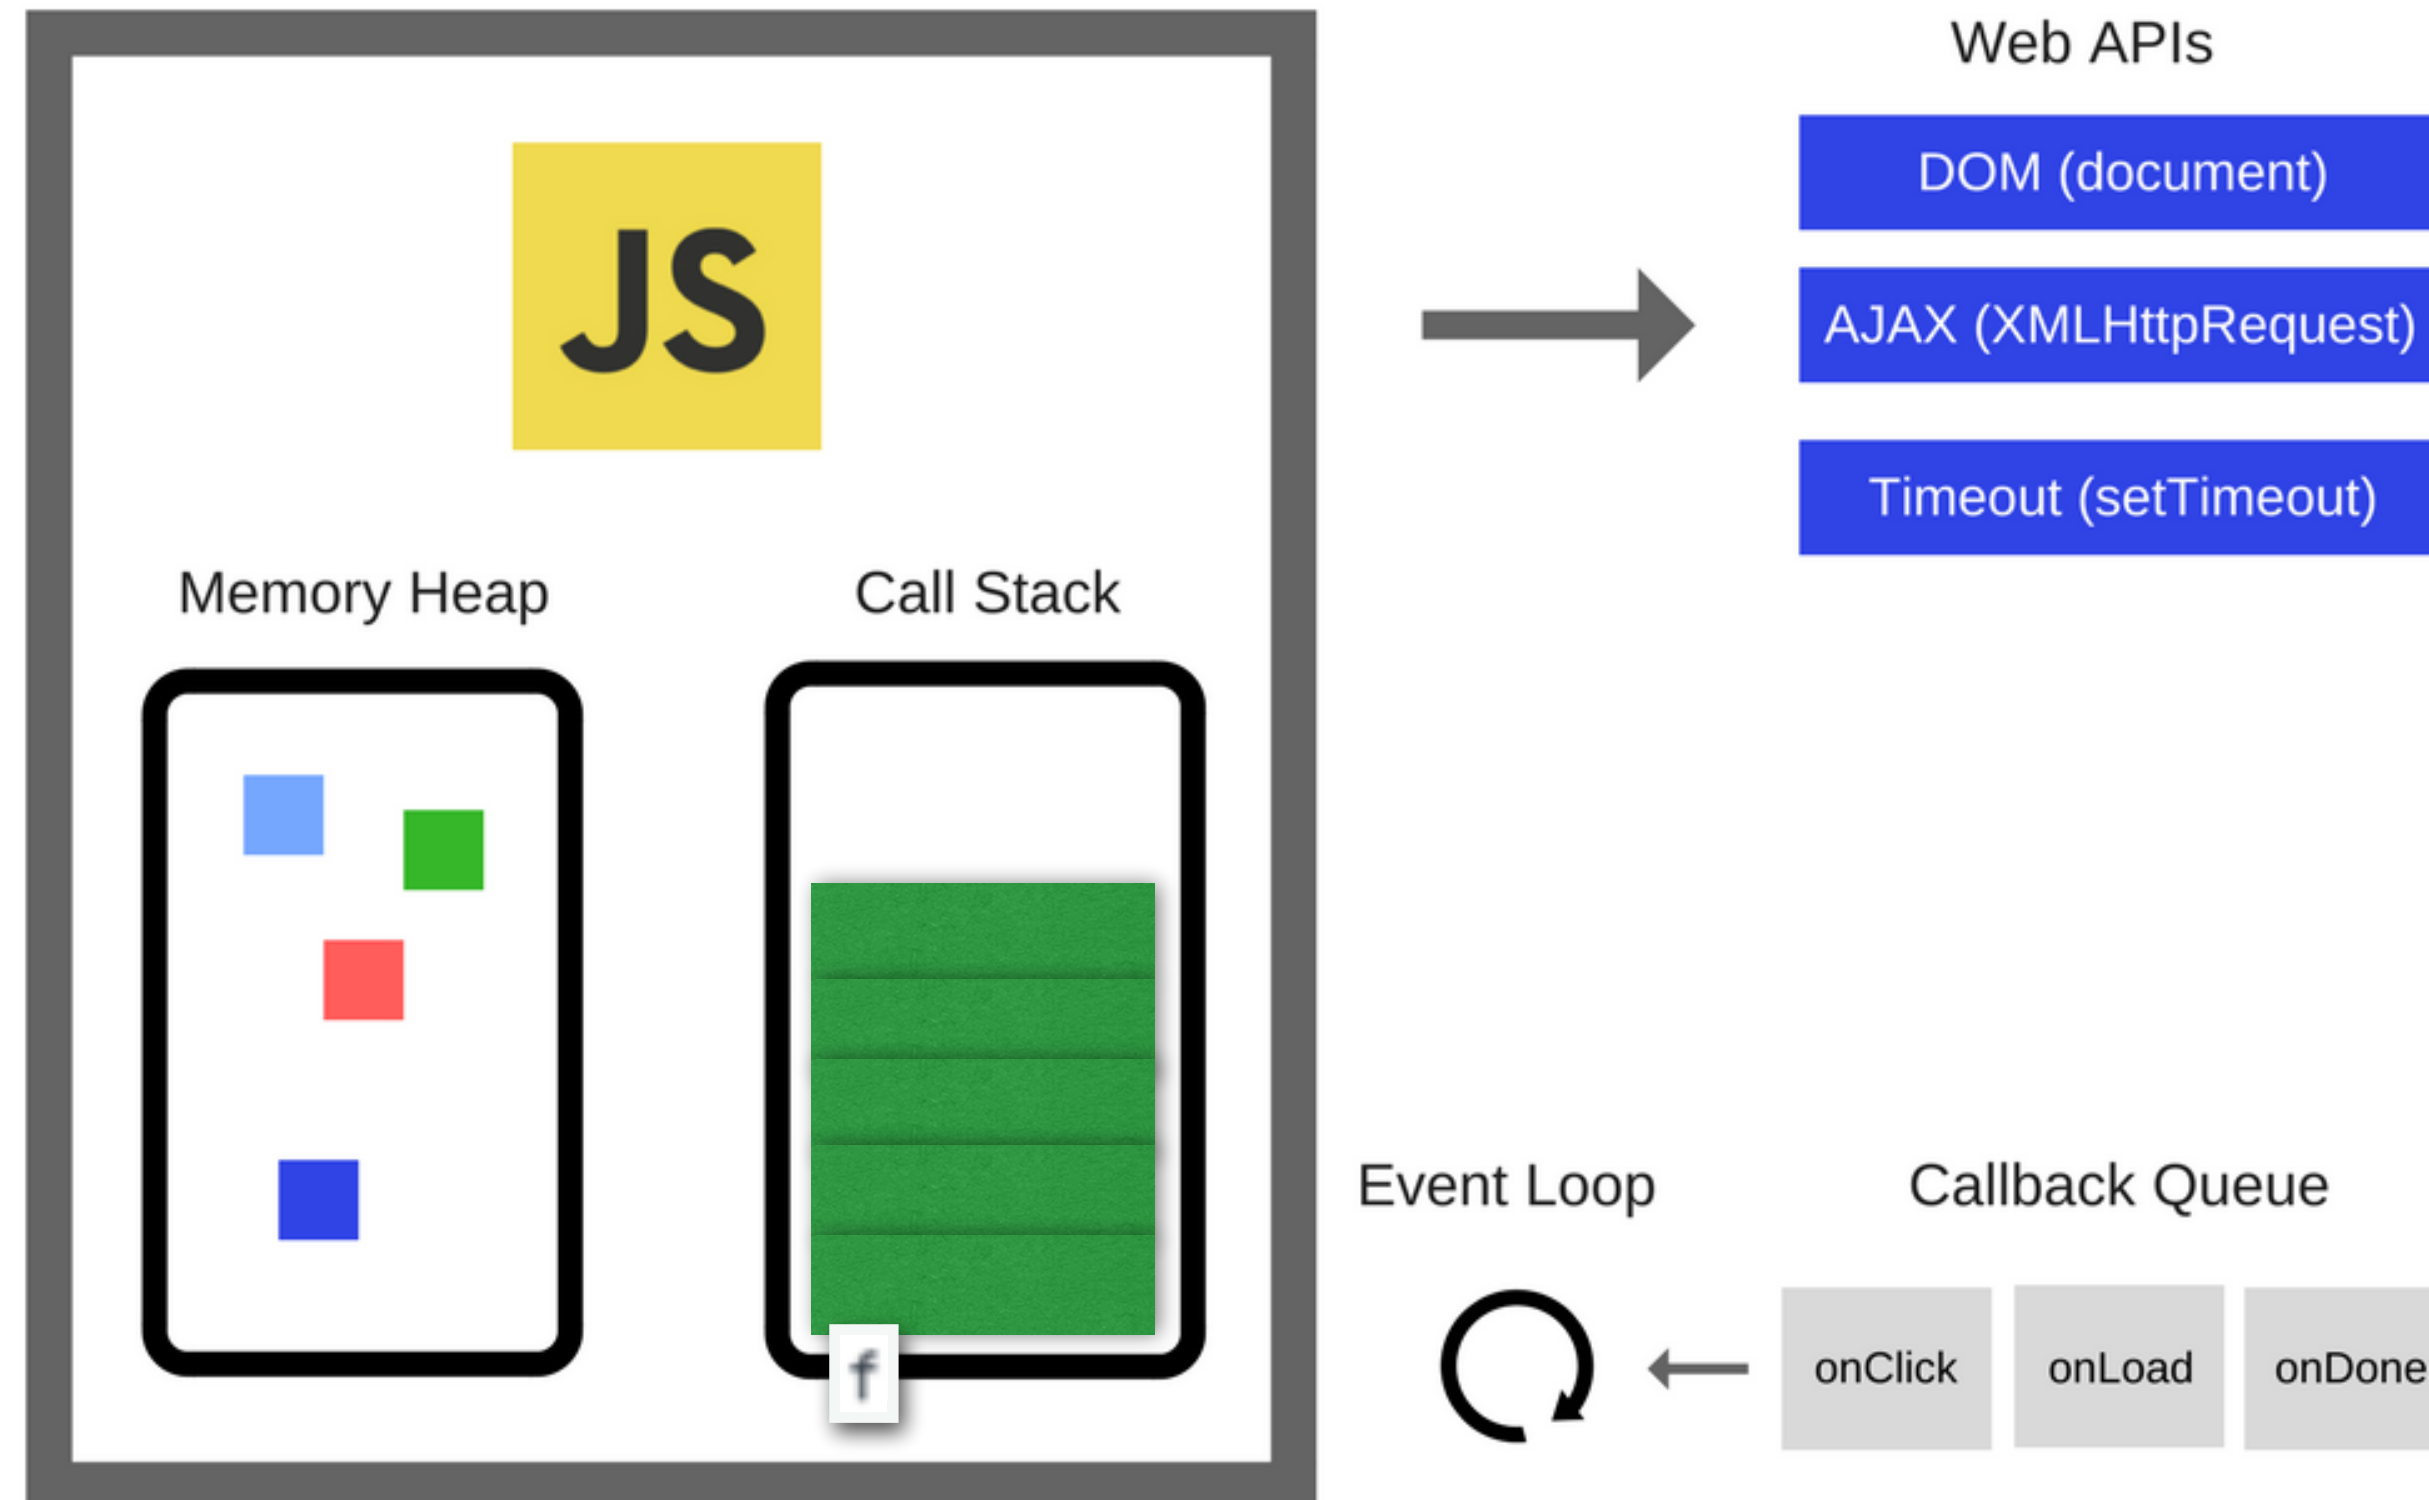 Web APIs
DOM (document)
JS
AJAX (XMLHttpRequest)
Timeout (setTimeout)
Memory Heap
Call Stack
Event Loop
Callback Queue
onClick
onLoad
onDone
f